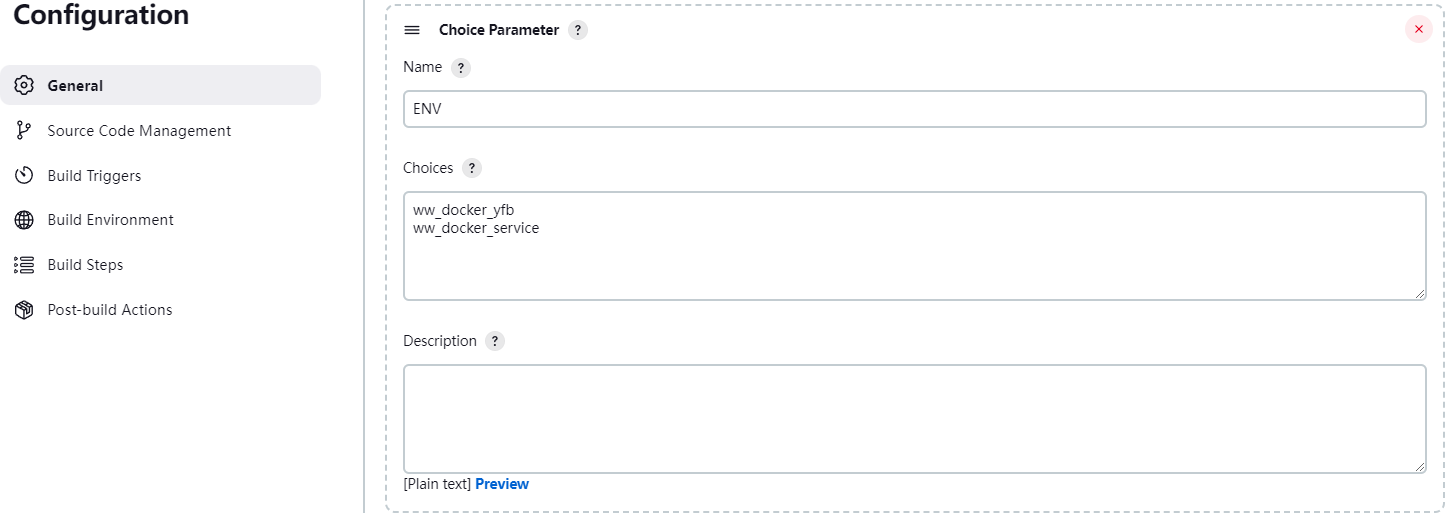 Configuration
General
Source Code Management
Build Triggers
Build Environment
Build Steps
Post-build Actions
Choice Parameter ?
Name ?
ENV
Choices ?
ww_docker_yfb
ww_docker_service
Description ?
[Plain text] Preview